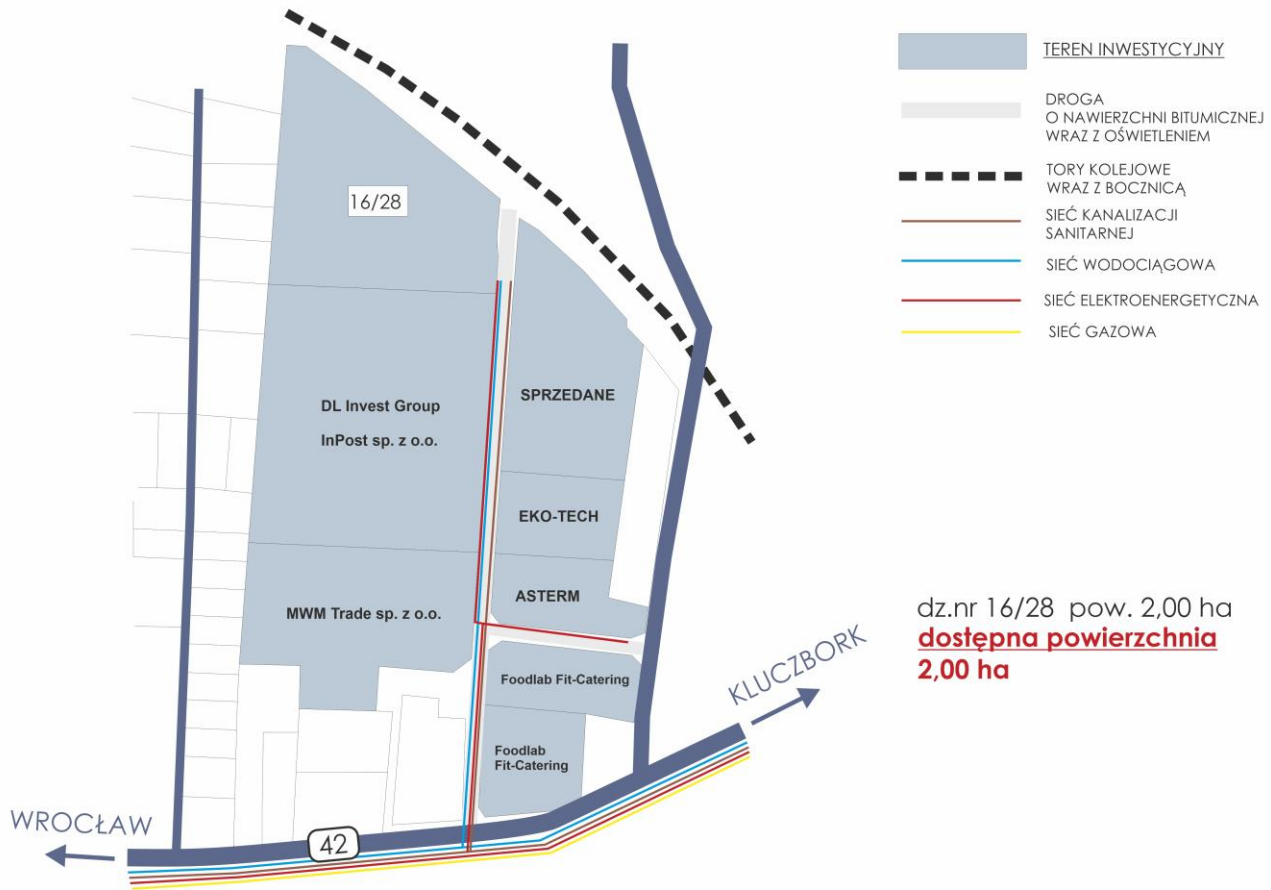 TEREN INWESTYCYJNY
DROGA
O NAWIERZCHNI BITUMICZNEJ
WRAZ Z OŚWIETLENIEM
TORY KOLEJOWE
WRAZ Z BOCZNICĄ
SIEĆ KANALIZACJI
SANITARNEJ
SIEĆ WODOCIĄGOWA
SIEĆ ELEKTROENERGETYCZNA
SIEĆ GAZOWA
16/28
DL Invest Group
InPost sp. z o.o.
SPRZEDANE
EKO-TECH
ASTERM
MWM Trade sp. z o.o.
Foodlab Fit-Catering
Foodlab
Fit-Catering
dz.nr 16/28 pow. 2,00 ha
dostępna powierzchnia
2,00 ha
KLUCZBORK
WROCŁAW
42